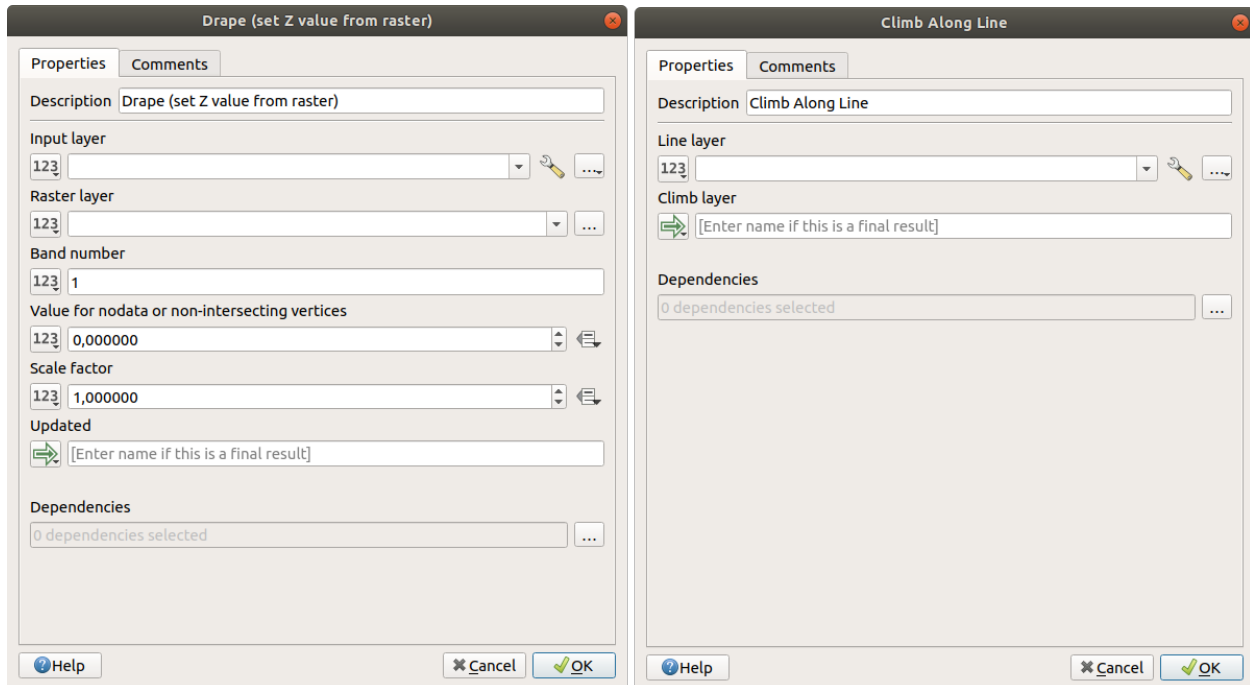 Drape (set Z value from raster)
Properties Comments
Description Drape (set Z value from raster)
Input layer
123 ...
Raster layer
123 ...
Band number
123 1
Value for nodata or non-intersecting vertices
123 0,000000
Scale factor
123 1,000000
Updated
[Enter name if this is a final result]
Dependencies
0 dependencies selected ...
Help Cancel OK
Climb Along Line
Properties Comments
Description Climb Along Line
Line layer
123 ...
Climb layer
[Enter name if this is a final result]
Dependencies
0 dependencies selected ...
Help Cancel OK